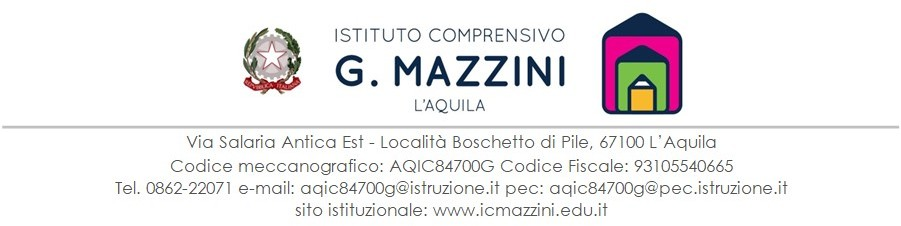 ISTITUTO COMPRENSIVO
G. MAZZINI
L'AQUILA
REPVBBLICA ITALIANA
Via Salaria Antica Est - Località Boschetto di Pile, 67100 L'Aquila
Codice meccanografico: AQIC84700G Codice Fiscale: 93105540665
Tel. 0862-22071 e-mail: aqic84700g@istruzione.it pec: aqic84700g@pec.istruzione.it
sito istituzionale: www.icmazzini.edu.it